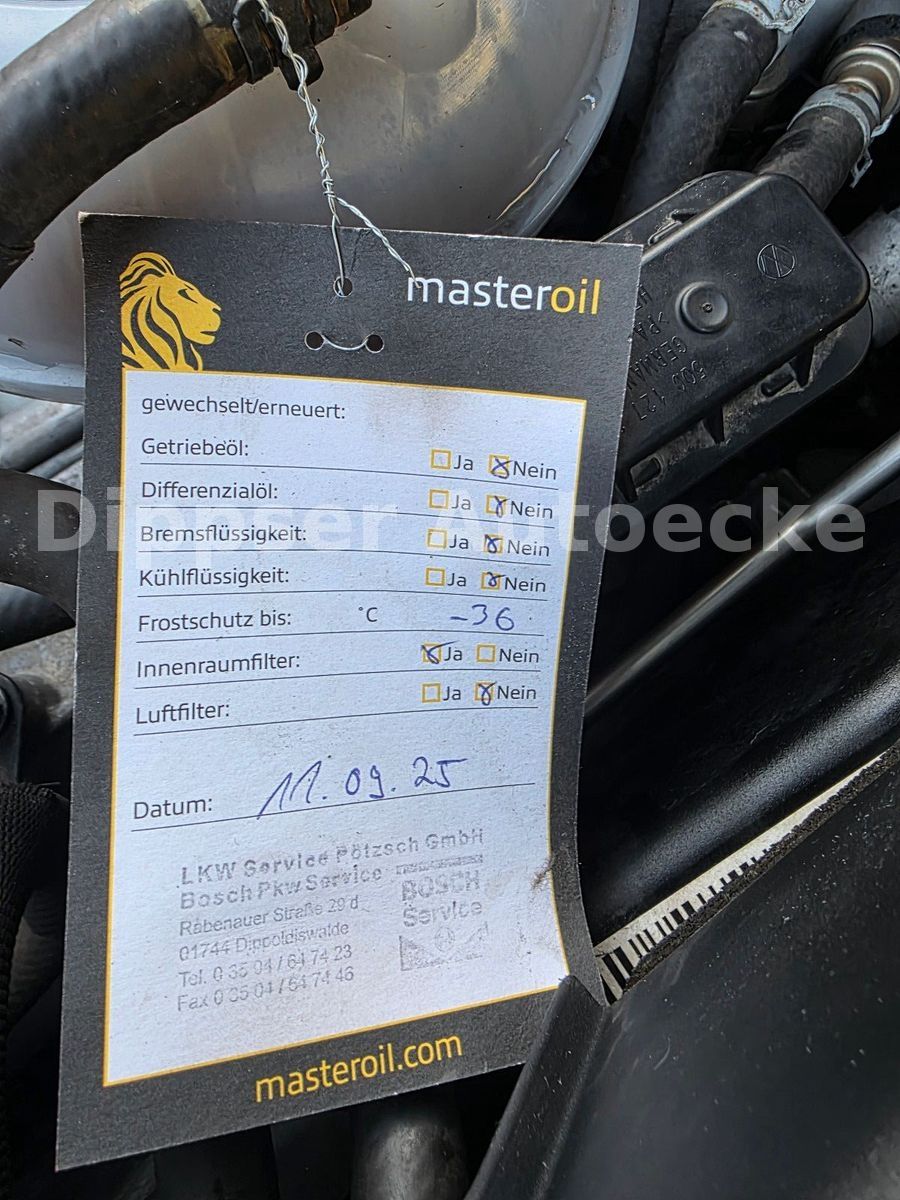 masteroil
gewechselt/erneuert:
Getriebeöl: Ja Nein
Differenzialöl: Ja Nein
Dippser Autoecke
Bremsflüssigkeit: Ja Nein
Kühlflüssigkeit: Ja Nein
Frostschutz bis: °C -36
Innenraumfilter: Ja Nein
Luftfilter: Ja Nein
Datum: 11.09.25
LKW Service Pötzsch GmbH
Bosch Pkw Service
BOSCH
Service
Rabenauer Straße 29 d
01744 Dippoldiswalde
Tel. 0 35 04 / 64 74 23
Fax 0 35 04 / 64 74 46
masteroil.com
GERMANY